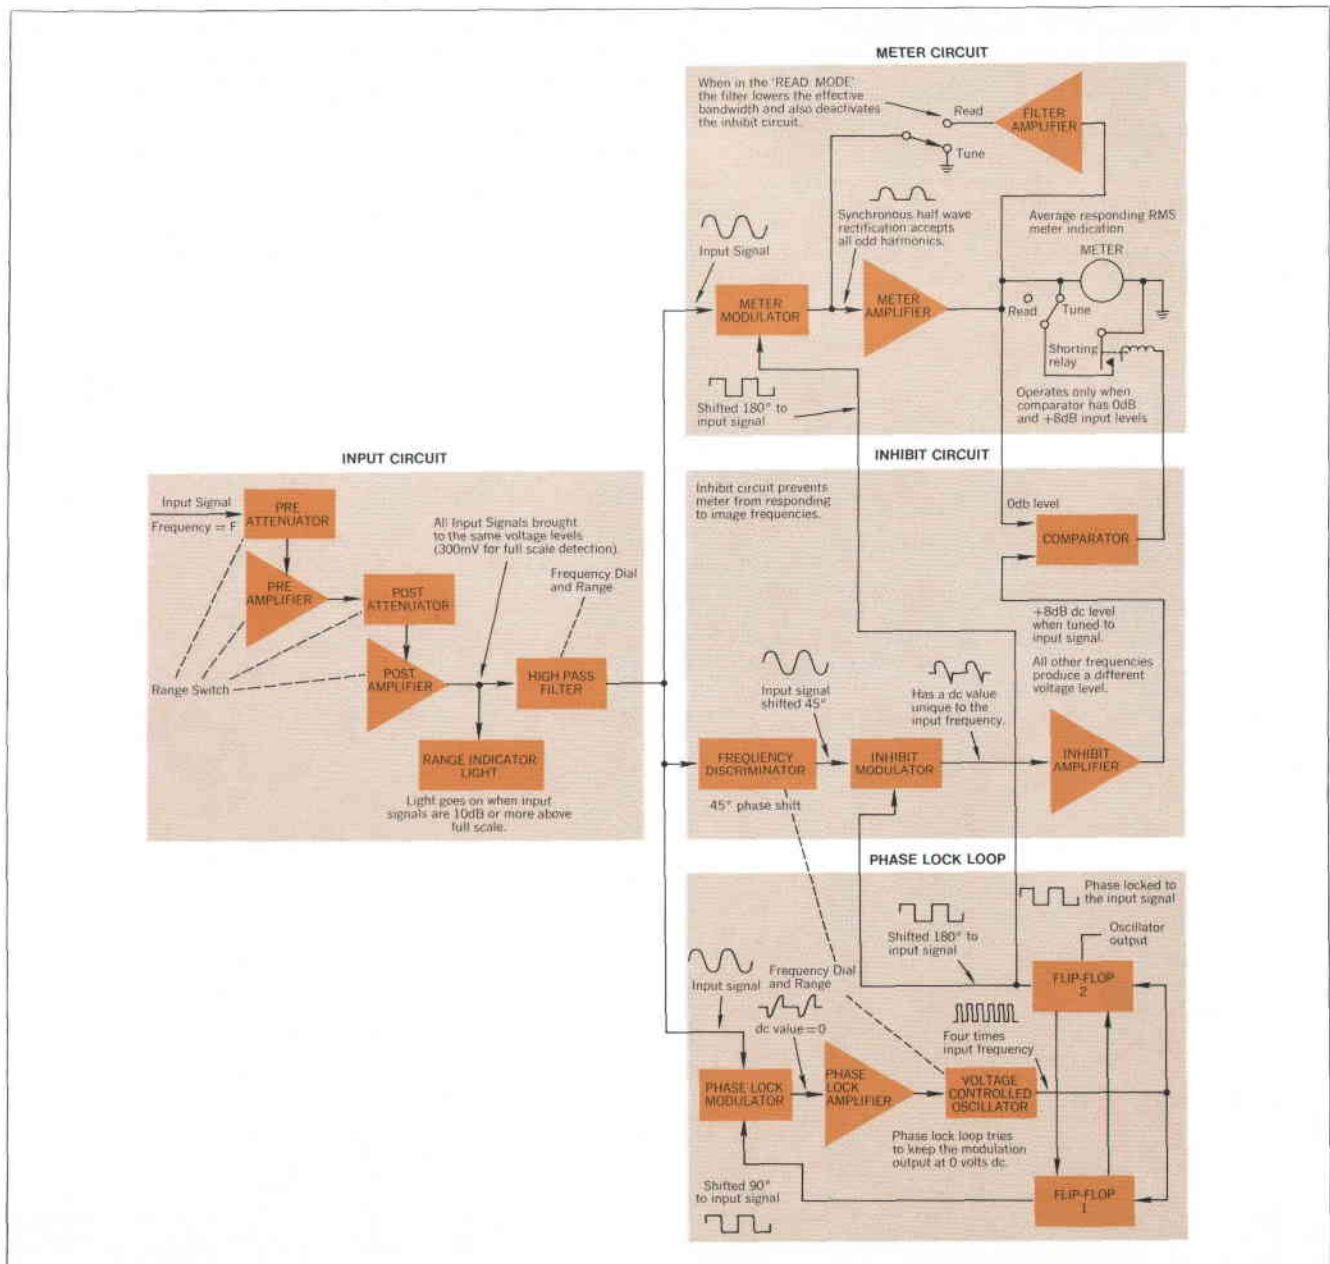 METER CIRCUIT
When in the 'READ MODE'
the filter lowers the effective
bandwidth and also deactivates
the inhibit circuit.
Read
Tune
FILTER
AMPLIFIER
Input Signal
Synchronous half wave
rectification accepts
all odd harmonics.
Average responding RMS
meter indication
METER
METER
MODULATOR
METER
AMPLIFIER
Read
Tune
Shorting
relay
Shifted 180° to
input signal
Operates only when
comparator has 0dB
and +8dB input levels
INPUT CIRCUIT
Input Signal
Frequency = F
PRE
ATTENUATOR
All Input Signals brought
to the same voltage levels
(300mV for full scale detection).
PRE
AMPLIFIER
POST
ATTENUATOR
Frequency Dial
and Range
Range Switch
POST
AMPLIFIER
HIGH PASS
FILTER
RANGE INDICATOR
LIGHT
Light goes on when input
signals are 10dB or more above
full scale.
INHIBIT CIRCUIT
Inhibit circuit prevents
meter from responding
to image frequencies.
0db level
COMPARATOR
+8dB dc level
when tuned to
input signal.
All other frequencies
produce a different
voltage level.
Input signal
shifted 45°
Has a dc value
unique to the
input frequency.
FREQUENCY
DISCRIMINATOR
45° phase shift
INHIBIT
MODULATOR
INHIBIT
AMPLIFIER
PHASE LOCK LOOP
Phase locked to
the input signal
Shifted 180° to
input signal
Oscillator
output
Input signal
Frequency Dial
and Range
dc value = 0
FLIP-FLOP
2
Four times
input frequency
PHASE LOCK
MODULATOR
PHASE
LOCK
AMPLIFIER
VOLTAGE
CONTROLLED
OSCILLATOR
Phase lock loop tries
to keep the modulation
output at 0 volts dc.
Shifted 90°
to input signal
FLIP-FLOP
1